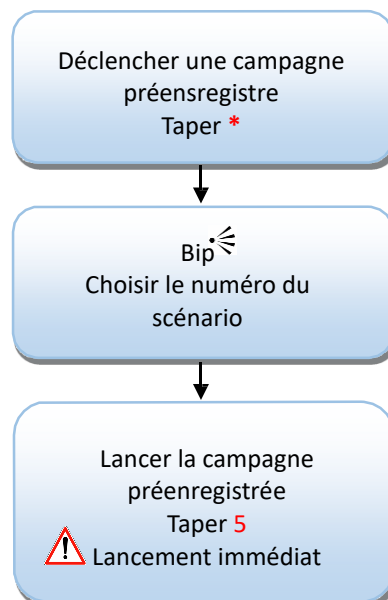 Déclencher une campagne
préensregistre
Taper *
Bip
Choisir le numéro du
scénario
Lancer la campagne
préenregistrée
Taper 5
! Lancement immédiat